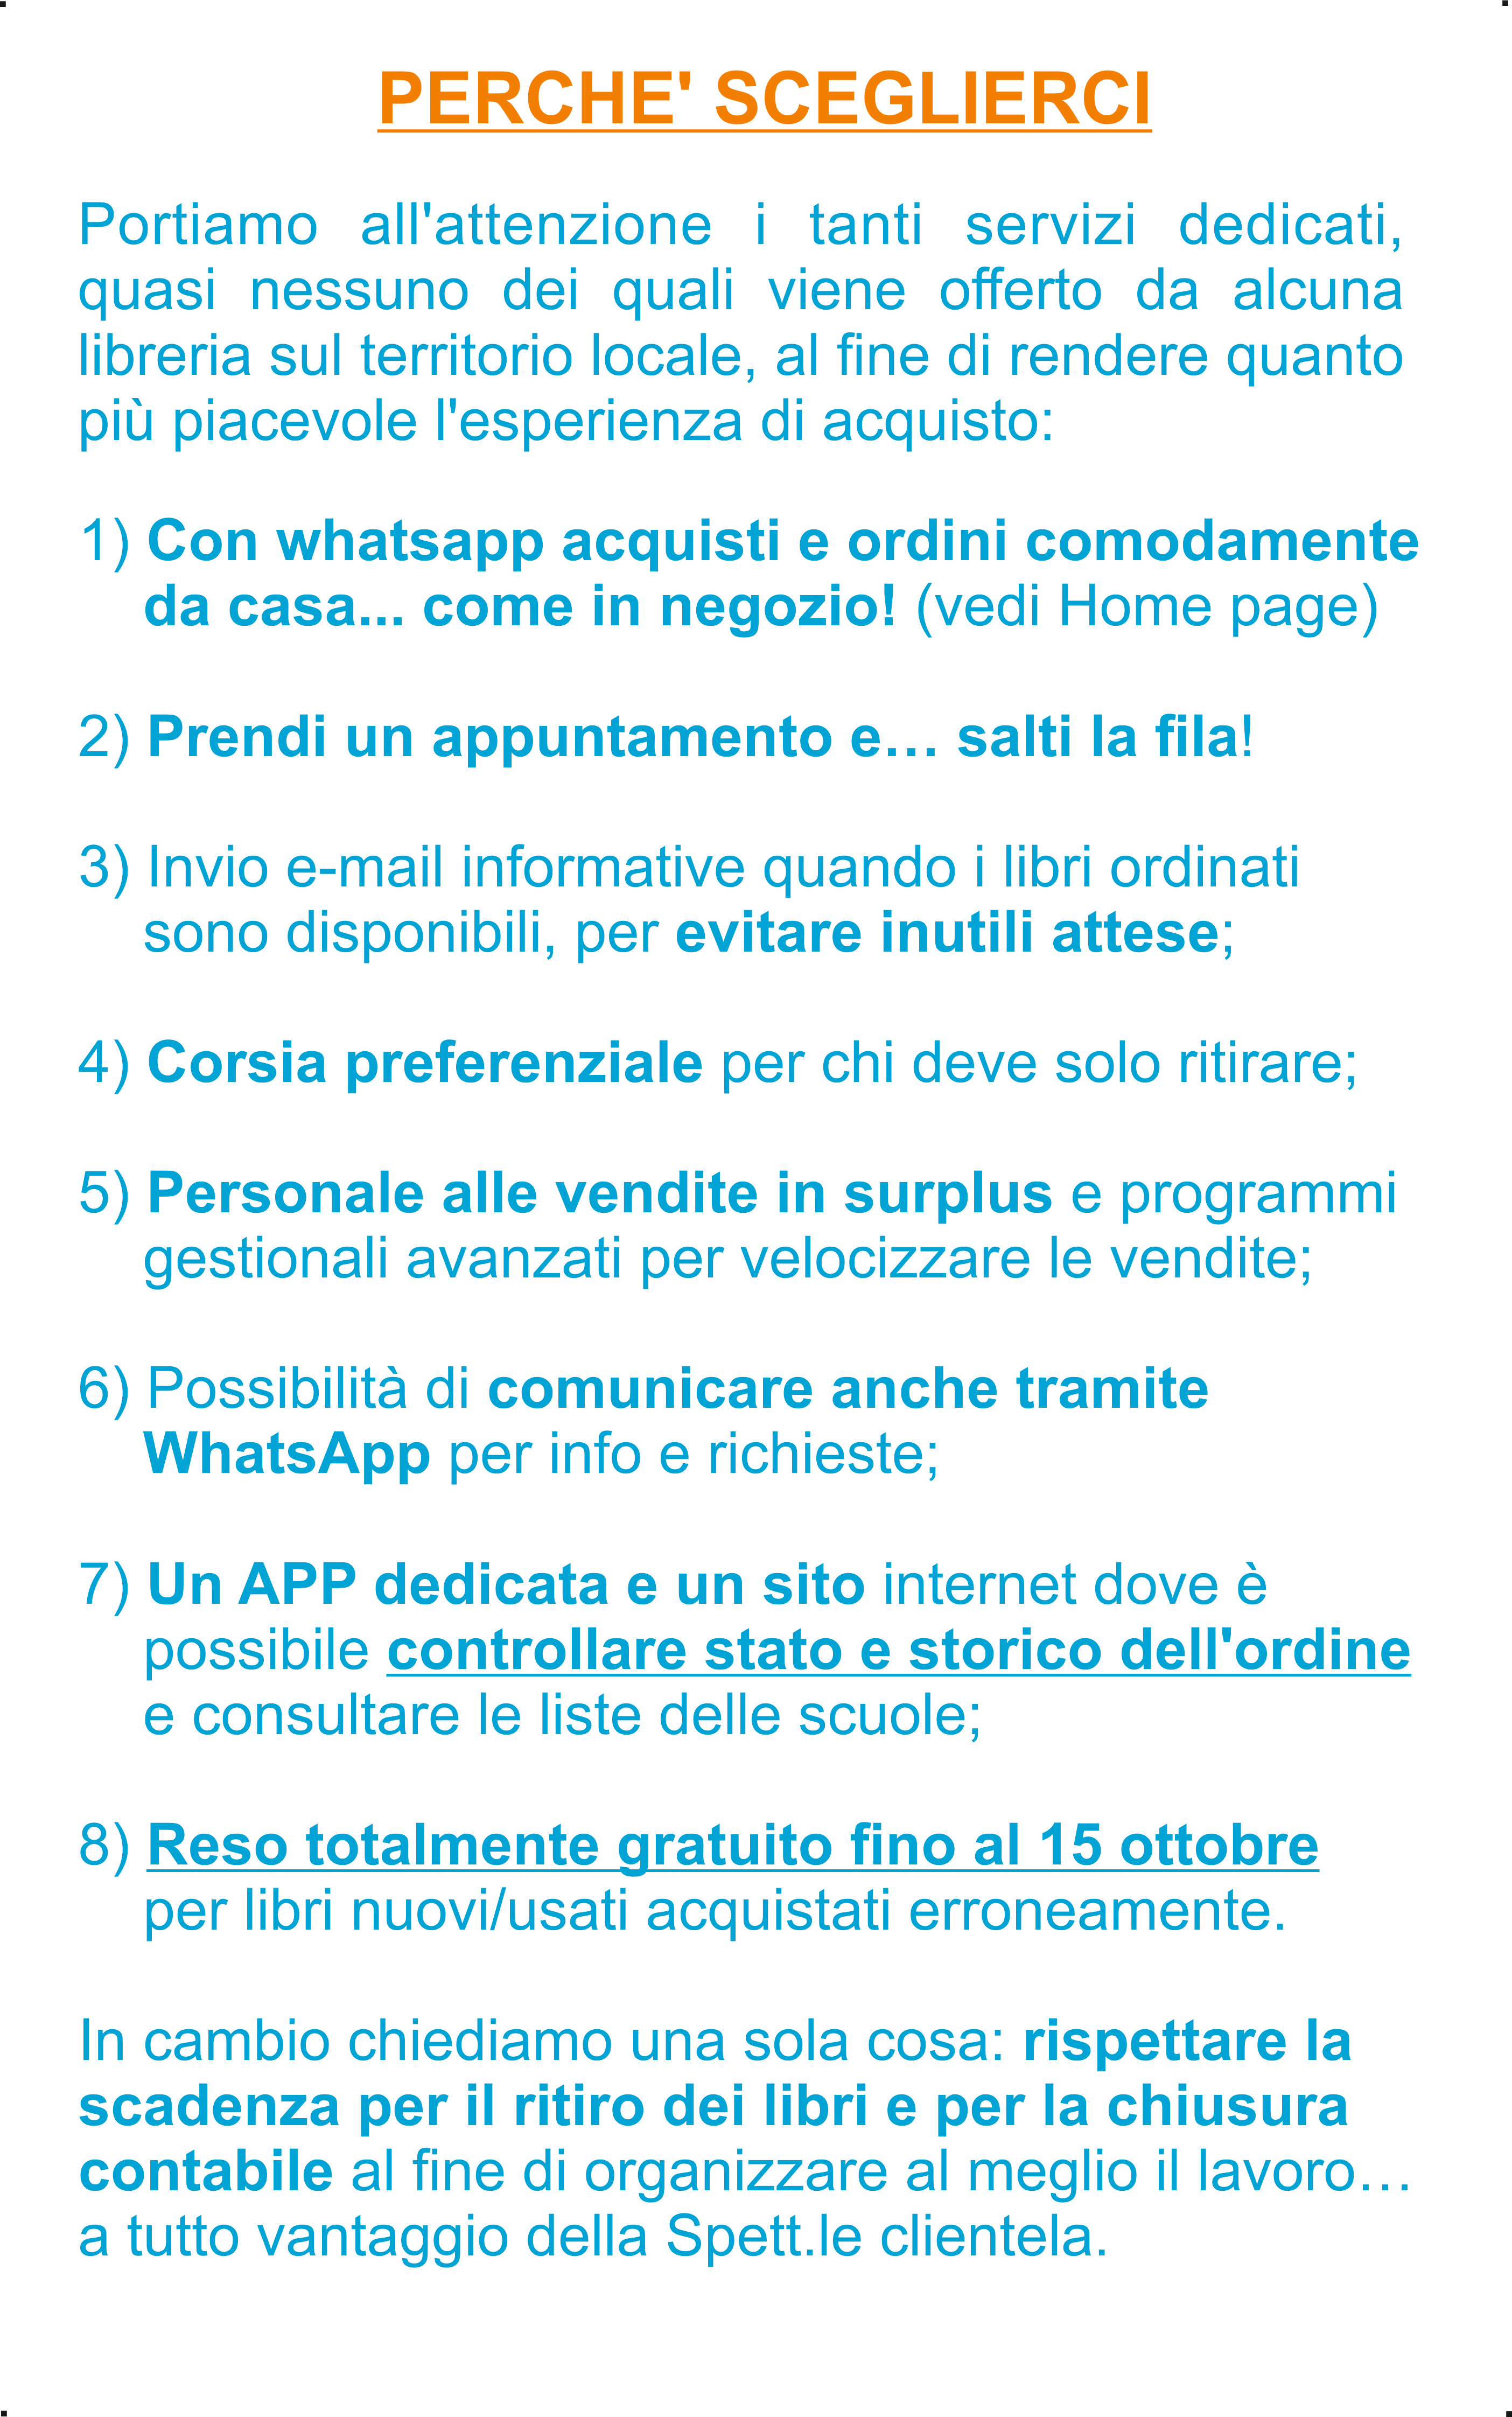 PERCHE' SCEGLIERCI
Portiamo all'attenzione i tanti servizi dedicati,
quasi nessuno dei quali viene offerto da alcuna
libreria sul territorio locale, al fine di rendere quanto
più piacevole l'esperienza di acquisto:
1) Con whatsapp acquisti e ordini comodamente
da casa... come in negozio! (vedi Home page)
2) Prendi un appuntamento e… salti la fila!
3) Invio e-mail informative quando i libri ordinati
sono disponibili, per evitare inutili attese;
4) Corsia preferenziale per chi deve solo ritirare;
5) Personale alle vendite in surplus e programmi
gestionali avanzati per velocizzare le vendite;
6) Possibilità di comunicare anche tramite
WhatsApp per info e richieste;
7) Un APP dedicata e un sito internet dove è
possibile controllare stato e storico dell'ordine
e consultare le liste delle scuole;
8) Reso totalmente gratuito fino al 15 ottobre
per libri nuovi/usati acquistati erroneamente.
In cambio chiediamo una sola cosa: rispettare la
scadenza per il ritiro dei libri e per la chiusura
contabile al fine di organizzare al meglio il lavoro…
a tutto vantaggio della Spett.le clientela.